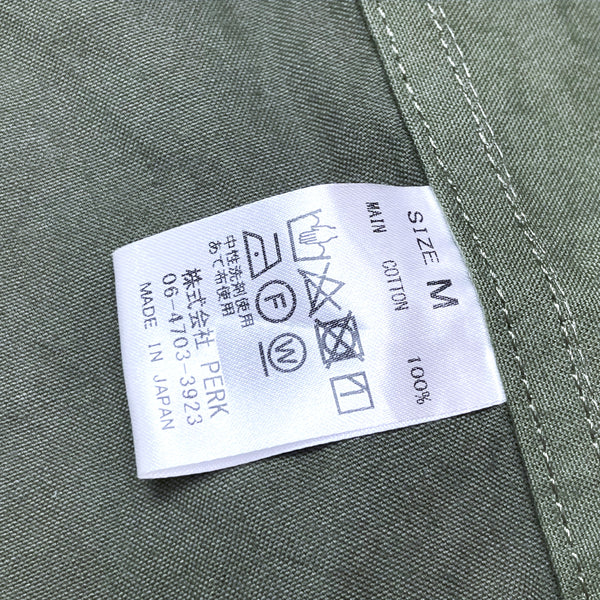 SIZE M
MAIN COTTON 100%
F
W
中性洗剤使用
あて布使用
株式会社 PERK
06-4703-3923
MADE IN JAPAN